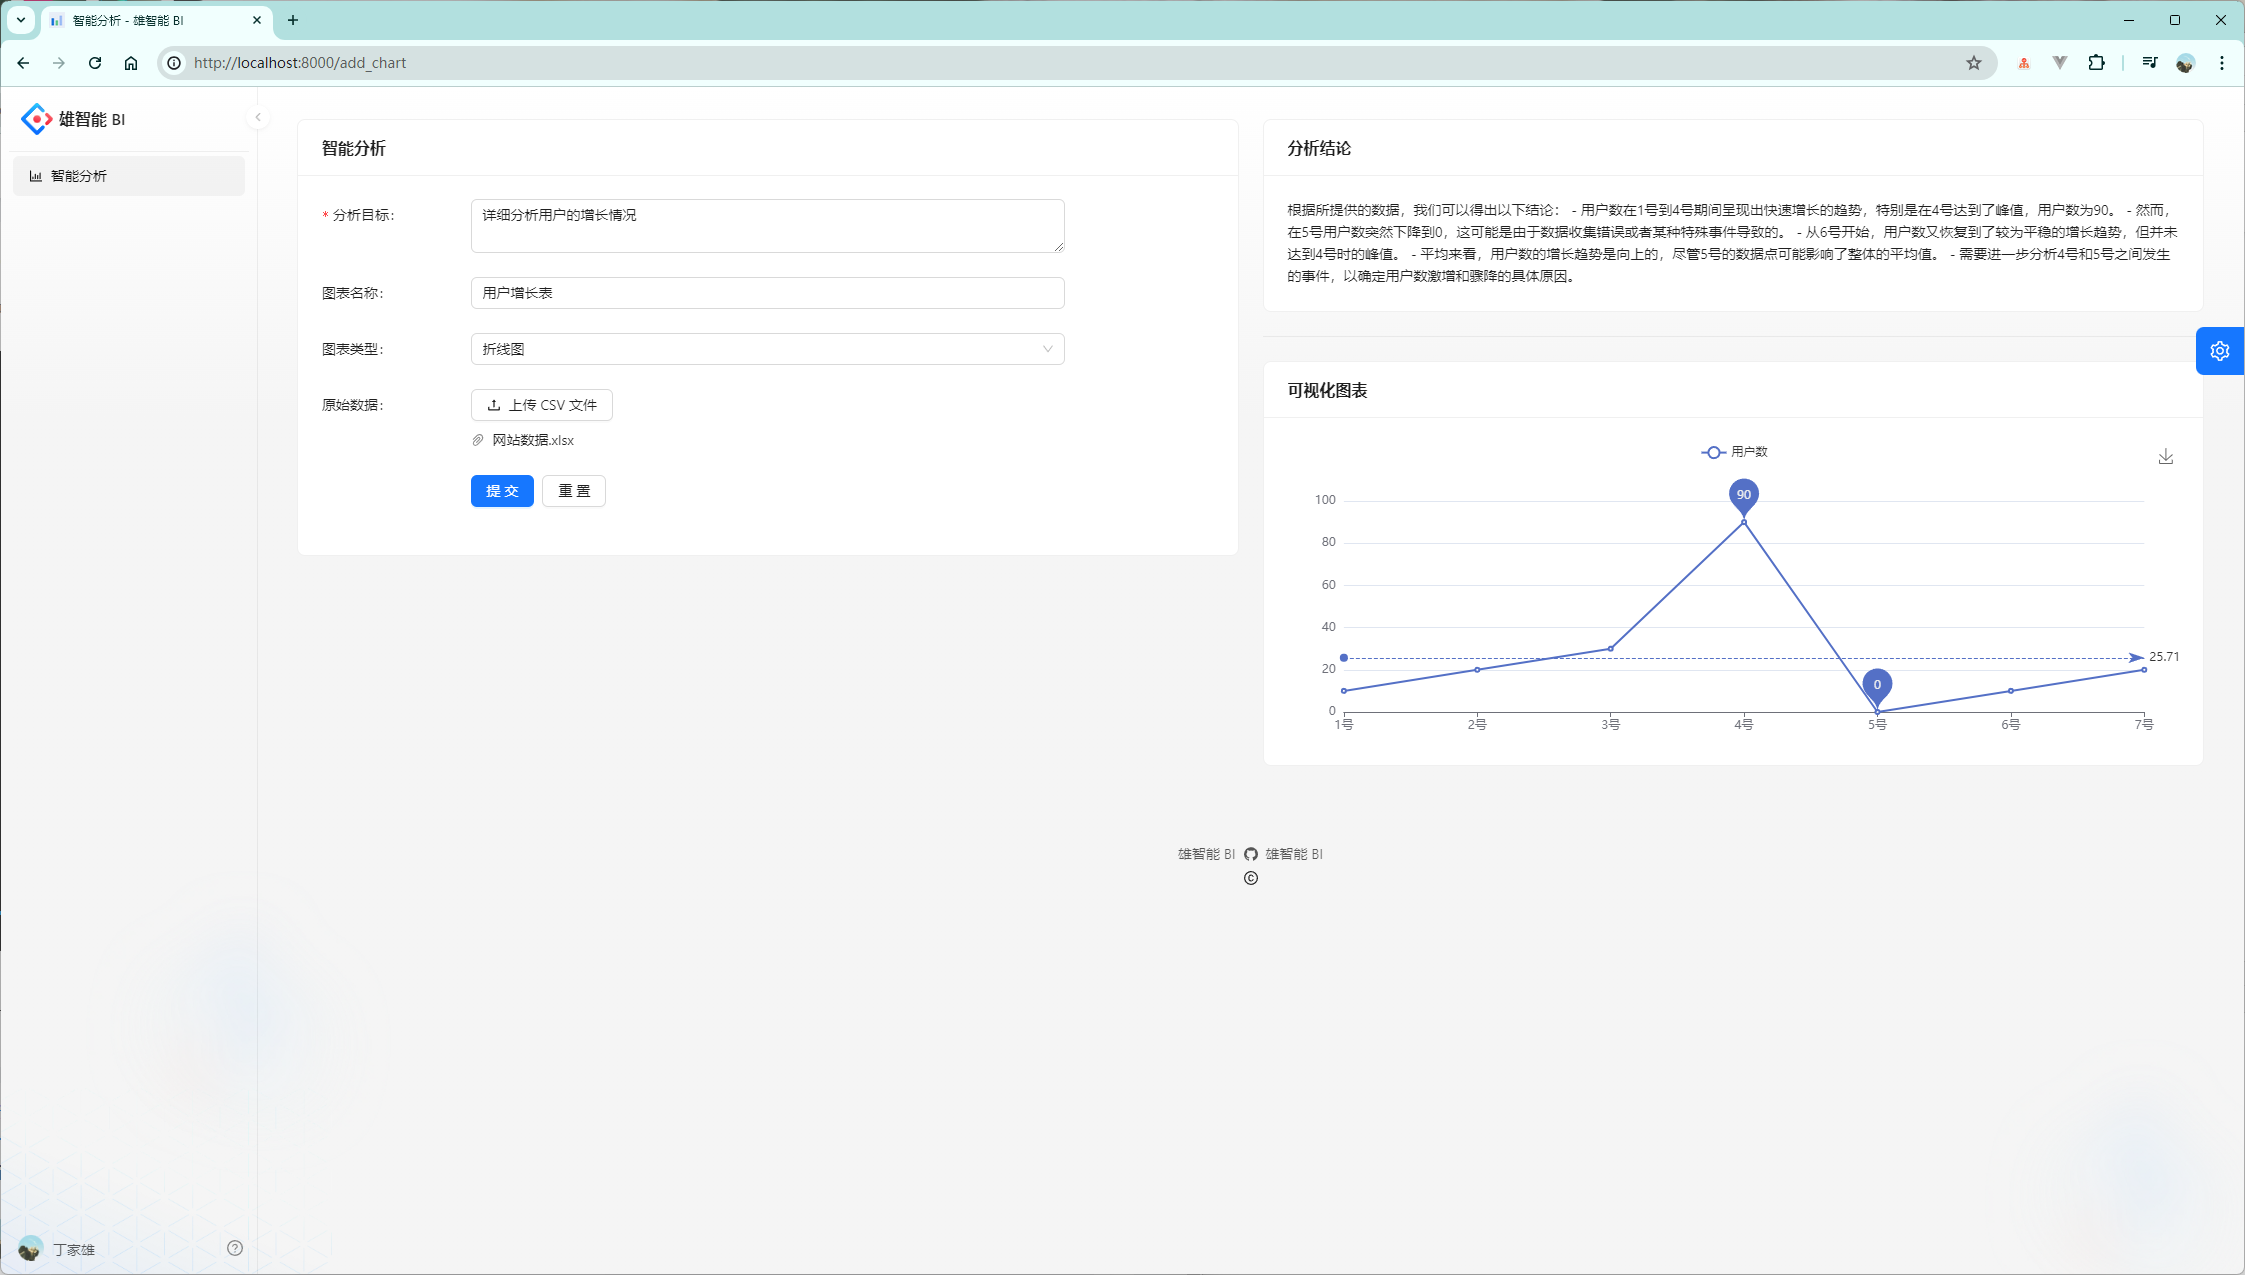 智能分析 - 雄智能 BI
http://localhost:8000/add_chart
雄智能 BI
智能分析
智能分析
* 分析目标:
详细分析用户的增长情况
图表名称:
用户增长表
图表类型:
折线图
原始数据:
上传 CSV 文件
网站数据.xlsx
提 交
重 置
分析结论
根据所提供的数据，我们可以得出以下结论： - 用户数在1号到4号期间呈现出快速增长的趋势，特别是在4号达到了峰值，用户数为90。 - 然而，
在5号用户数突然下降到0，这可能是由于数据收集错误或者某种特殊事件导致的。 - 从6号开始，用户数又恢复到了较为平稳的增长趋势，但并未
达到4号时的峰值。 - 平均来看，用户数的增长趋势是向上的，尽管5号的数据点可能影响了整体的平均值。 - 需要进一步分析4号和5号之间发生
的事件，以确定用户数激增和骤降的具体原因。
可视化图表
用户数
100
80
60
40
20
0
90
0
25.71
1号
2号
3号
4号
5号
6号
7号
雄智能 BI
雄智能 BI
©
丁家雄